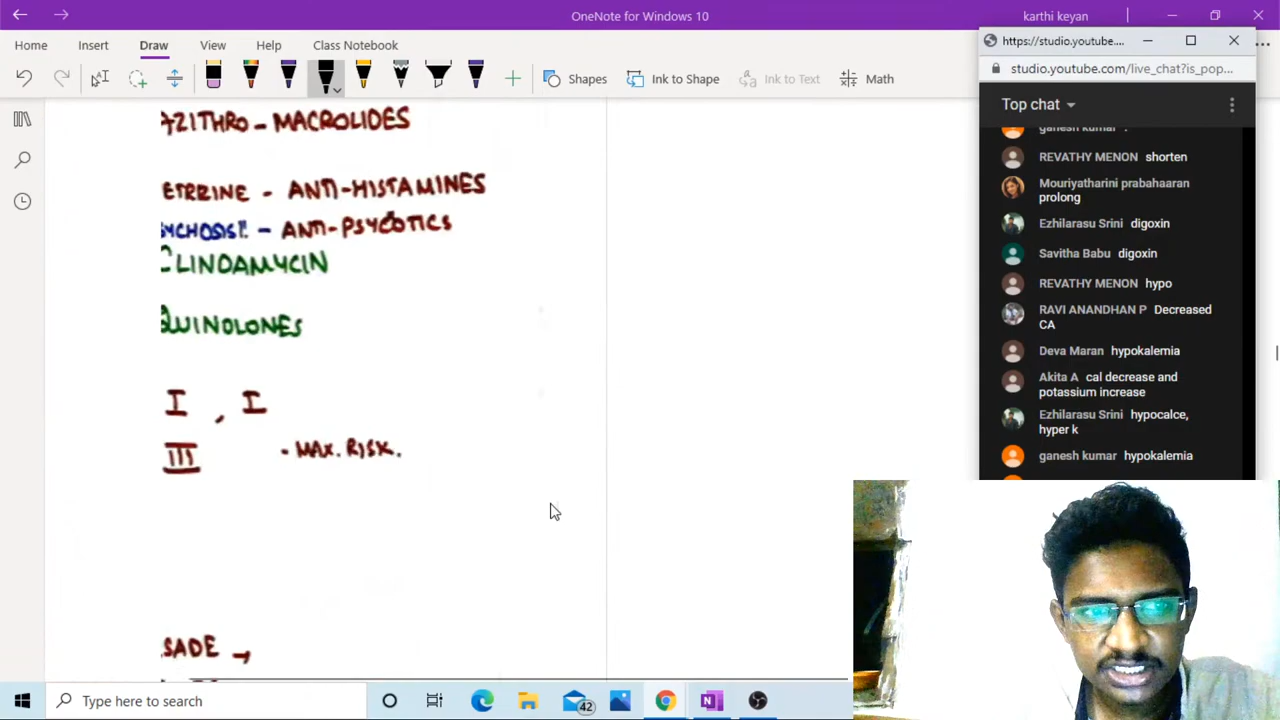 OneNote for Windows 10
karthi keyan
Home Insert Draw View Help Class Notebook
Shapes Ink to Shape Ink to Text Math
https://studio.youtube....
studio.youtube.com/live_chat?is_pop...
Top chat
ganesh kumar
REVATHY MENON shorten
Mouriyatharini prabahaaran
prolong
Ezhilarasu Srini digoxin
Savitha Babu digoxin
REVATHY MENON hypo
RAVI ANANDHAN P Decreased
CA
Deva Maran hypokalemia
Akita A cal decrease and
potassium increase
Ezhilarasu Srini hypocalce,
hyper k
ganesh kumar hypokalemia
AZITHRO - MACROLIDES
ETRRINE - ANTI-HISTAMINES
YCHOSIS!! - ANTI-PSYCOTICS
CLINDAMYCIN
QUINOLONES
I , I
III - MAX. RISK.
SADE →
Type here to search
42